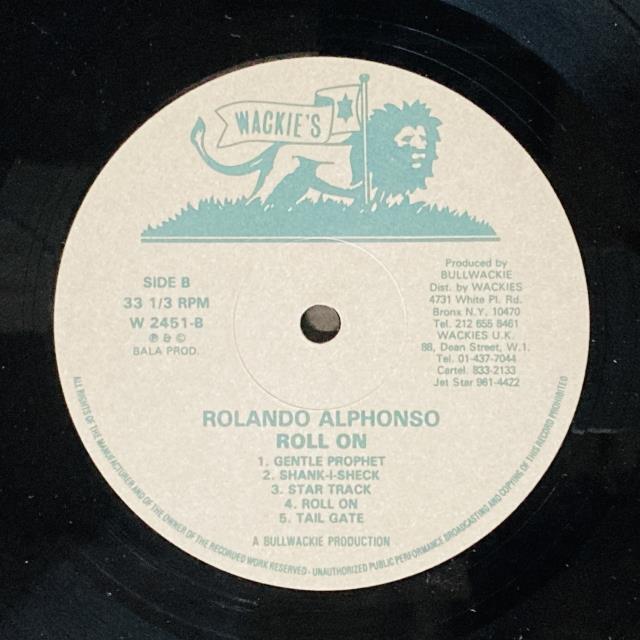 WACKIE'S
SIDE B
33 1/3 RPM
W 2451-B
℗ & ©
BALA PROD.
Produced by
BULLWACKIE
Dist. by WACKIES
4731 White Pl. Rd.
Bronx N.Y. 10470
Tel. 212 655 8461
WACKIES U.K.
88, Dean Street, W.1.
Tel. 01-437-7044
Cartel. 833-2133
Jet Star 961-4422
ROLANDO ALPHONSO
ROLL ON
1. GENTLE PROPHET
2. SHANK-I-SHECK
3. STAR TRACK
4. ROLL ON
5. TAIL GATE
A BULLWACKIE PRODUCTION
ALL RIGHTS OF THE MANUFACTURER AND OF THE OWNER OF THE RECORDED WORK RESERVED - UNAUTHORIZED PUBLIC PERFORMANCE BROADCASTING AND COPYING OF THIS RECORD PROHIBITED